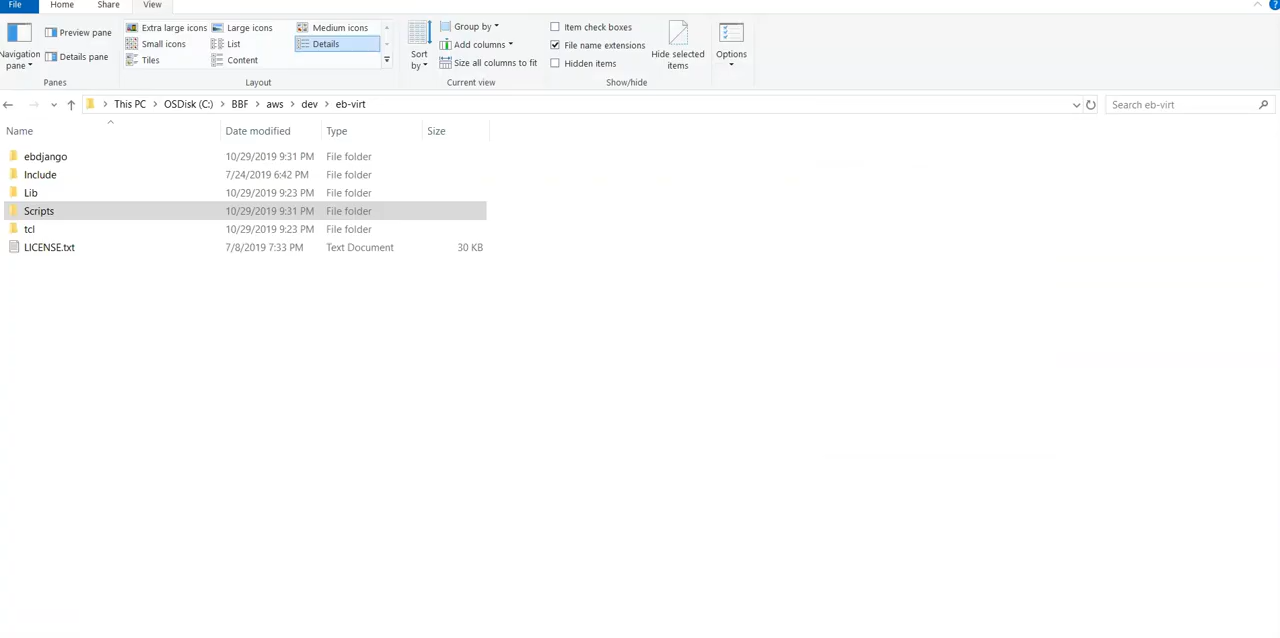 File Home Share View
Extra large icons Large icons Medium icons
Preview pane
Small icons List Details
Details pane
Tiles Content
Navigation pane
Panes
Layout
Sort by
Group by
Add columns
Size all columns to fit
Current view
Item check boxes
File name extensions
Hidden items
Hide selected items
Show/hide
Options
This PC > OSDisk (C:) > BBF > aws > dev > eb-virt
Search eb-virt
Name Date modified Type Size
ebdjango 10/29/2019 9:31 PM File folder
Include 7/24/2019 6:42 PM File folder
Lib 10/29/2019 9:23 PM File folder
Scripts 10/29/2019 9:31 PM File folder
tcl 10/29/2019 9:23 PM File folder
LICENSE.txt 7/8/2019 7:33 PM Text Document 30 KB